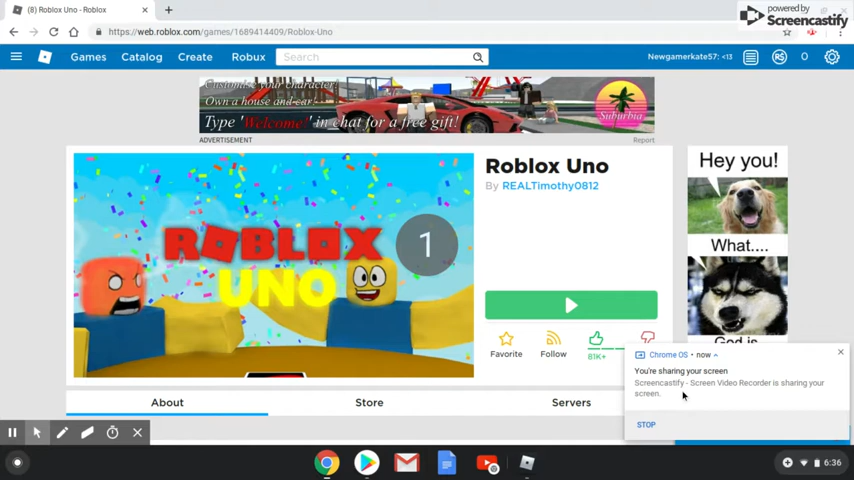 (8) Roblox Uno - Roblox
powered by
Screencastify
https://web.roblox.com/games/1689414409/Roblox-Uno
Games
Catalog
Create
Robux
Search
Newgamerkate57: <13
0
Customize your character!
Own a house and car!
Type 'Welcome!' in chat for a free gift!
Suburbia
ADVERTISEMENT
Report
ROBLOX
UNO
1
Roblox Uno
By REALTimothy0812
Favorite
Follow
81K+
Hey you!
What....
God is
Chrome OS • now
You're sharing your screen
Screencastify - Screen Video Recorder is sharing your
screen.
STOP
About
Store
Servers
6:36